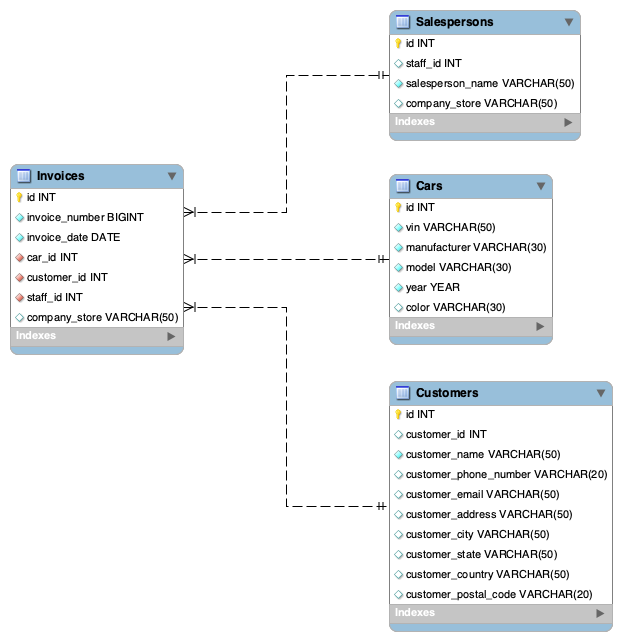 Salespersons
id INT
staff_id INT
salesperson_name VARCHAR(50)
company_store VARCHAR(50)
Indexes
Invoices
id INT
invoice_number BIGINT
invoice_date DATE
car_id INT
customer_id INT
staff_id INT
company_store VARCHAR(50)
Indexes
Cars
id INT
vin VARCHAR(50)
manufacturer VARCHAR(30)
model VARCHAR(30)
year YEAR
color VARCHAR(30)
Indexes
Customers
id INT
customer_id INT
customer_name VARCHAR(50)
customer_phone_number VARCHAR(20)
customer_email VARCHAR(50)
customer_address VARCHAR(50)
customer_city VARCHAR(50)
customer_state VARCHAR(50)
customer_country VARCHAR(50)
customer_postal_code VARCHAR(20)
Indexes